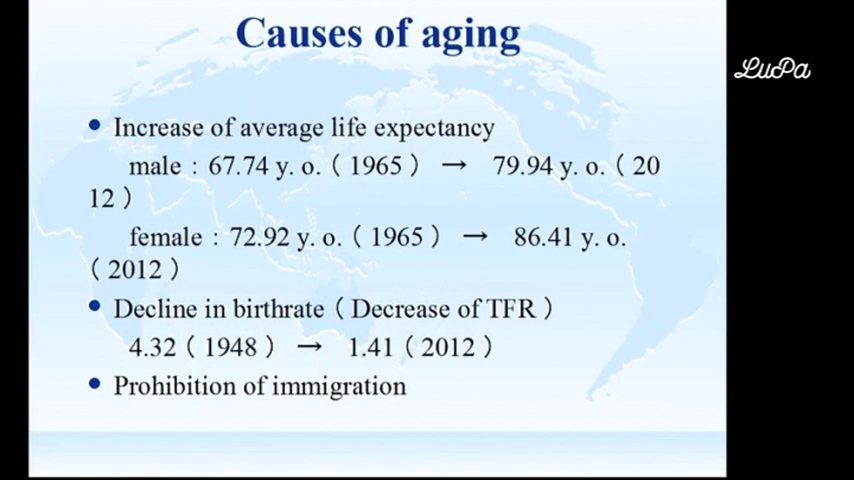 Causes of aging
LuPa
• Increase of average life expectancy
male : 67.74 y. o. ( 1965 ) → 79.94 y. o. ( 20
12 )
female : 72.92 y. o. ( 1965 ) → 86.41 y. o.
( 2012 )
• Decline in birthrate ( Decrease of TFR )
4.32 ( 1948 ) → 1.41 ( 2012 )
• Prohibition of immigration